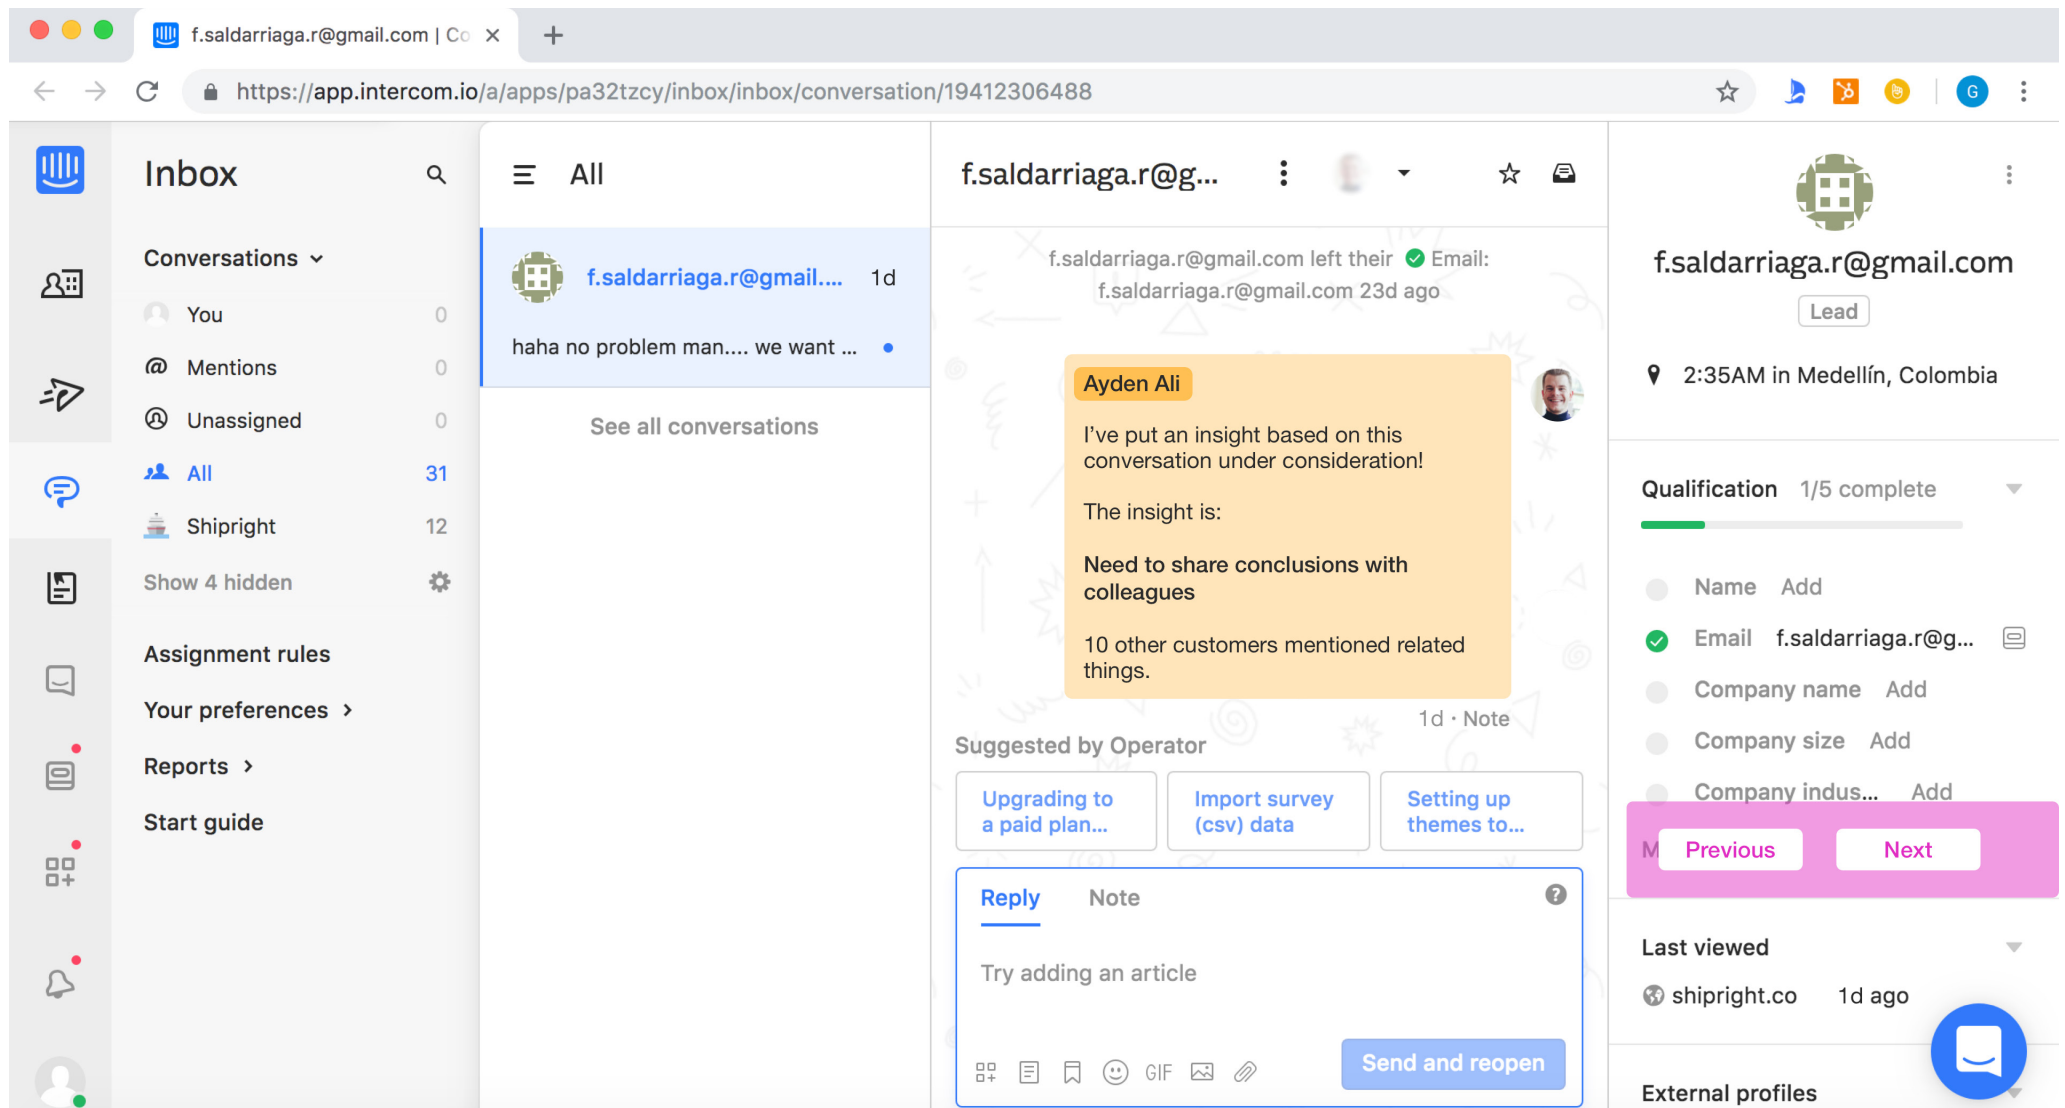 f.saldarriaga.r@gmail.com | Co
https://app.intercom.io/a/apps/pa32tzcy/inbox/inbox/conversation/19412306488
G
Inbox
Conversations
You 0
Mentions 0
Unassigned 0
All 31
Shipright 12
Show 4 hidden
Assignment rules
Your preferences
Reports
Start guide
All
f.saldarriaga.r@gmail.... 1d
haha no problem man.... we want ...
See all conversations
f.saldarriaga.r@g...
f.saldarriaga.r@gmail.com left their Email:
f.saldarriaga.r@gmail.com 23d ago
Ayden Ali
I've put an insight based on this
conversation under consideration!
The insight is:
Need to share conclusions with
colleagues
10 other customers mentioned related
things.
1d · Note
Suggested by Operator
Upgrading to
a paid plan...
Import survey
(csv) data
Setting up
themes to...
Reply Note
Try adding an article
GIF
Send and reopen
f.saldarriaga.r@gmail.com
Lead
2:35AM in Medellín, Colombia
Qualification 1/5 complete
Name Add
Email f.saldarriaga.r@g...
Company name Add
Company size Add
Company indus... Add
Previous Next
Last viewed
shipright.co 1d ago
External profiles